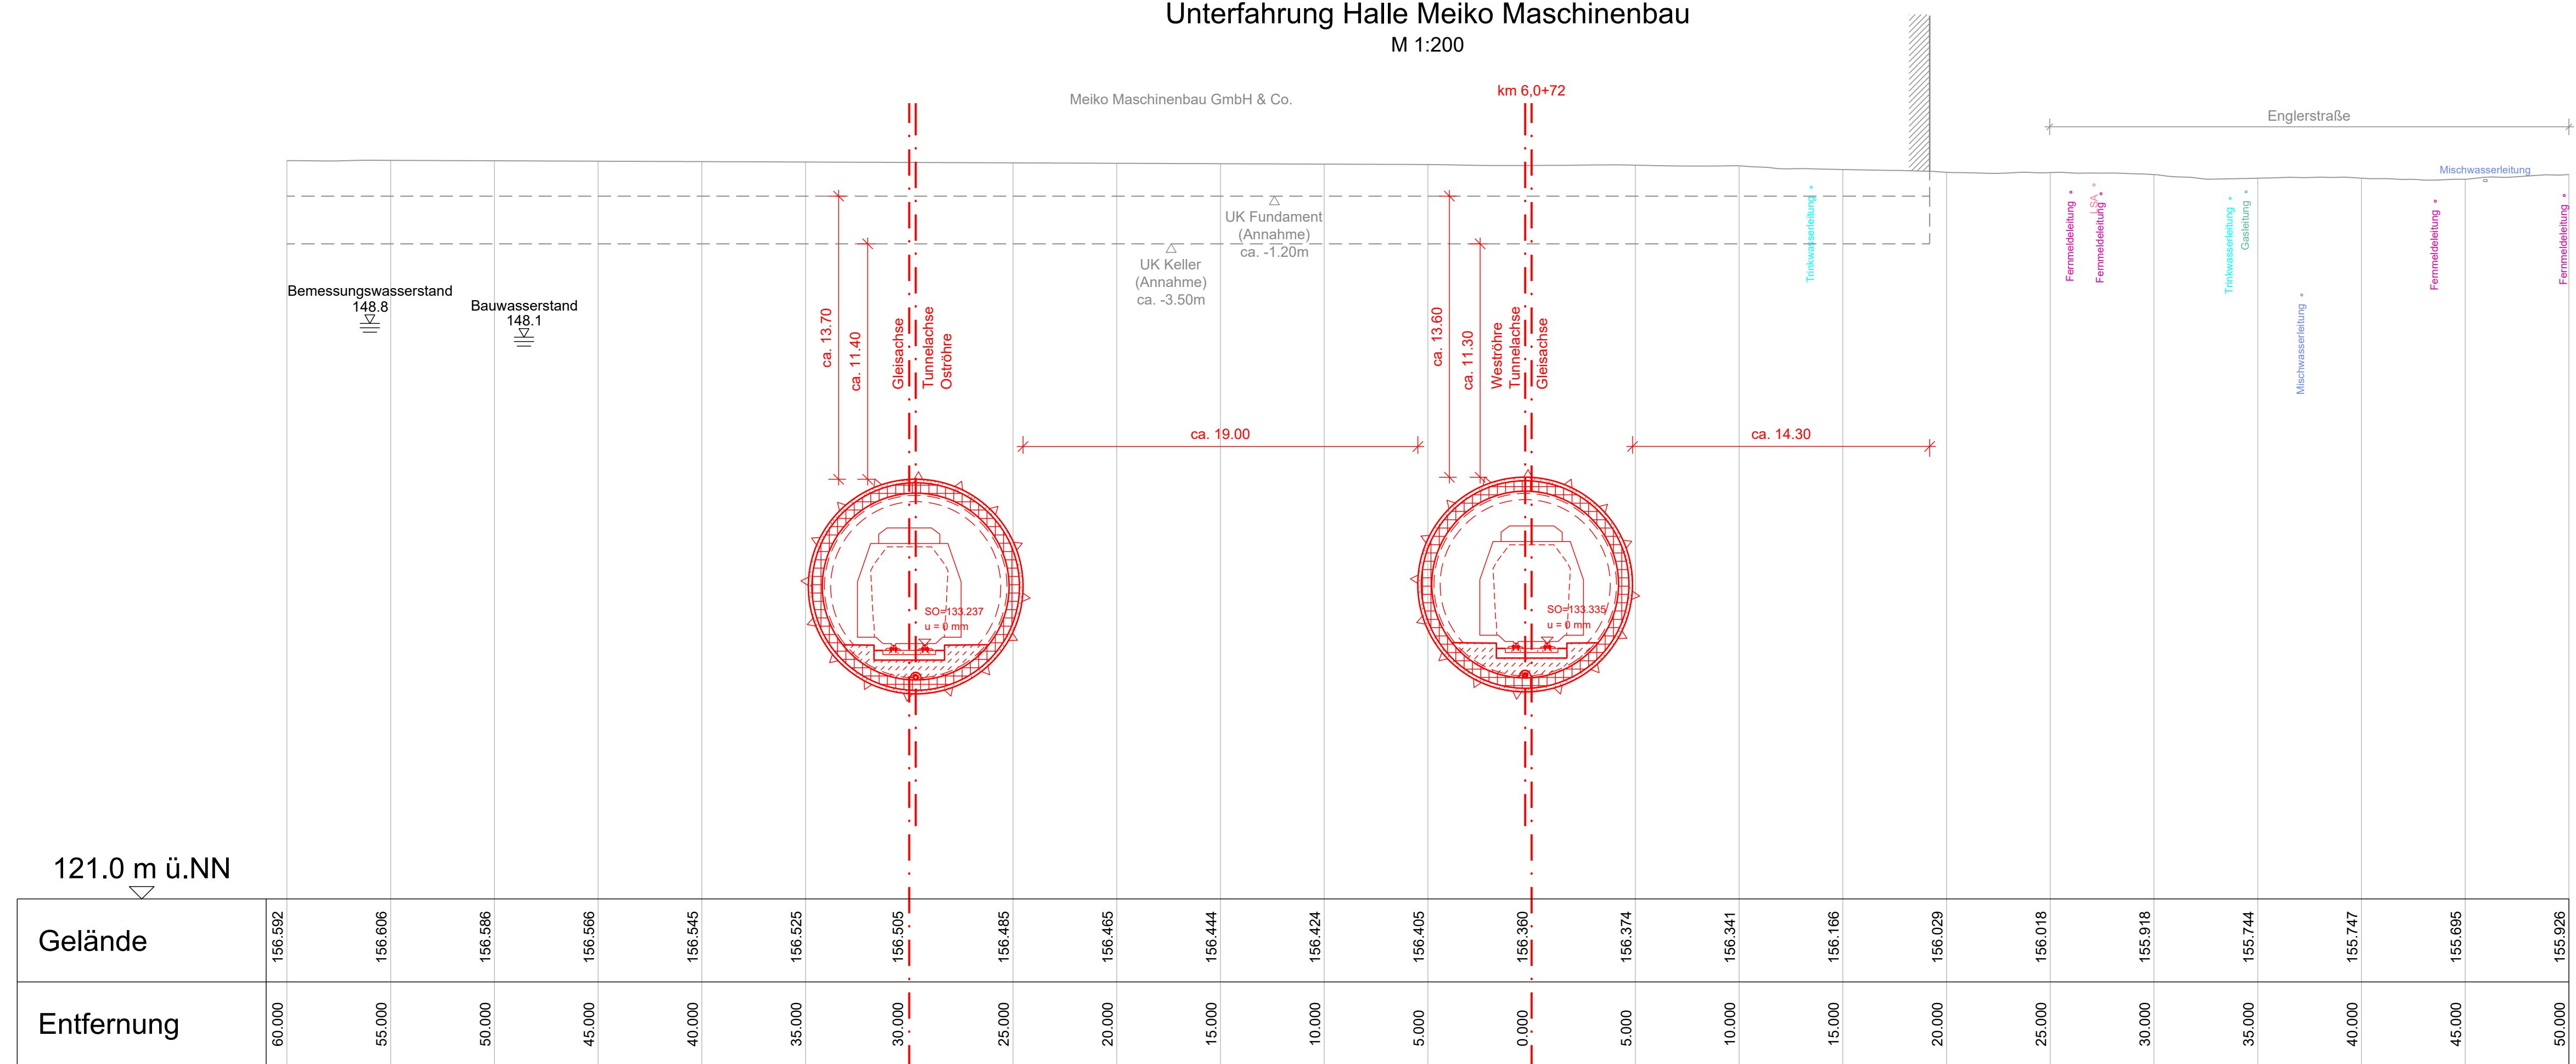 Unterfahrung Halle Meiko Maschinenbau
M 1:200
km 6,0+72
Meiko Maschinenbau GmbH & Co.
Englerstraße
Mischwasserleitung
UK Fundament
(Annahme)
ca. -1.20m
UK Keller
(Annahme)
ca. -3.50m
Bemessungswasserstand
148.8
Bauwasserstand
148.1
ca. 13.70
ca. 11.40
Gleisachse
Tunnelachse
Oströhre
ca. 13.60
ca. 11.30
Weströhre
Tunnelachse
Gleisachse
Trinkwasserleitung
Fernmeldeleitung
LSA
Fernmeldeleitung
Trinkwasserleitung
Gasleitung
Mischwasserleitung
Fernmeldeleitung
Fernmeldeleitung
ca. 19.00
ca. 14.30
SO=133.237
u = 0 mm
SO=133.335
u = 0 mm
121.0 m ü.NN
Gelände
156.592
156.606
156.586
156.566
156.545
156.525
156.505
156.485
156.465
156.444
156.424
156.405
156.360
156.374
156.341
156.166
156.029
156.018
155.918
155.744
155.747
155.695
155.926
Entfernung
60.000
55.000
50.000
45.000
40.000
35.000
30.000
25.000
20.000
15.000
10.000
5.000
0.000
5.000
10.000
15.000
20.000
25.000
30.000
35.000
40.000
45.000
50.000